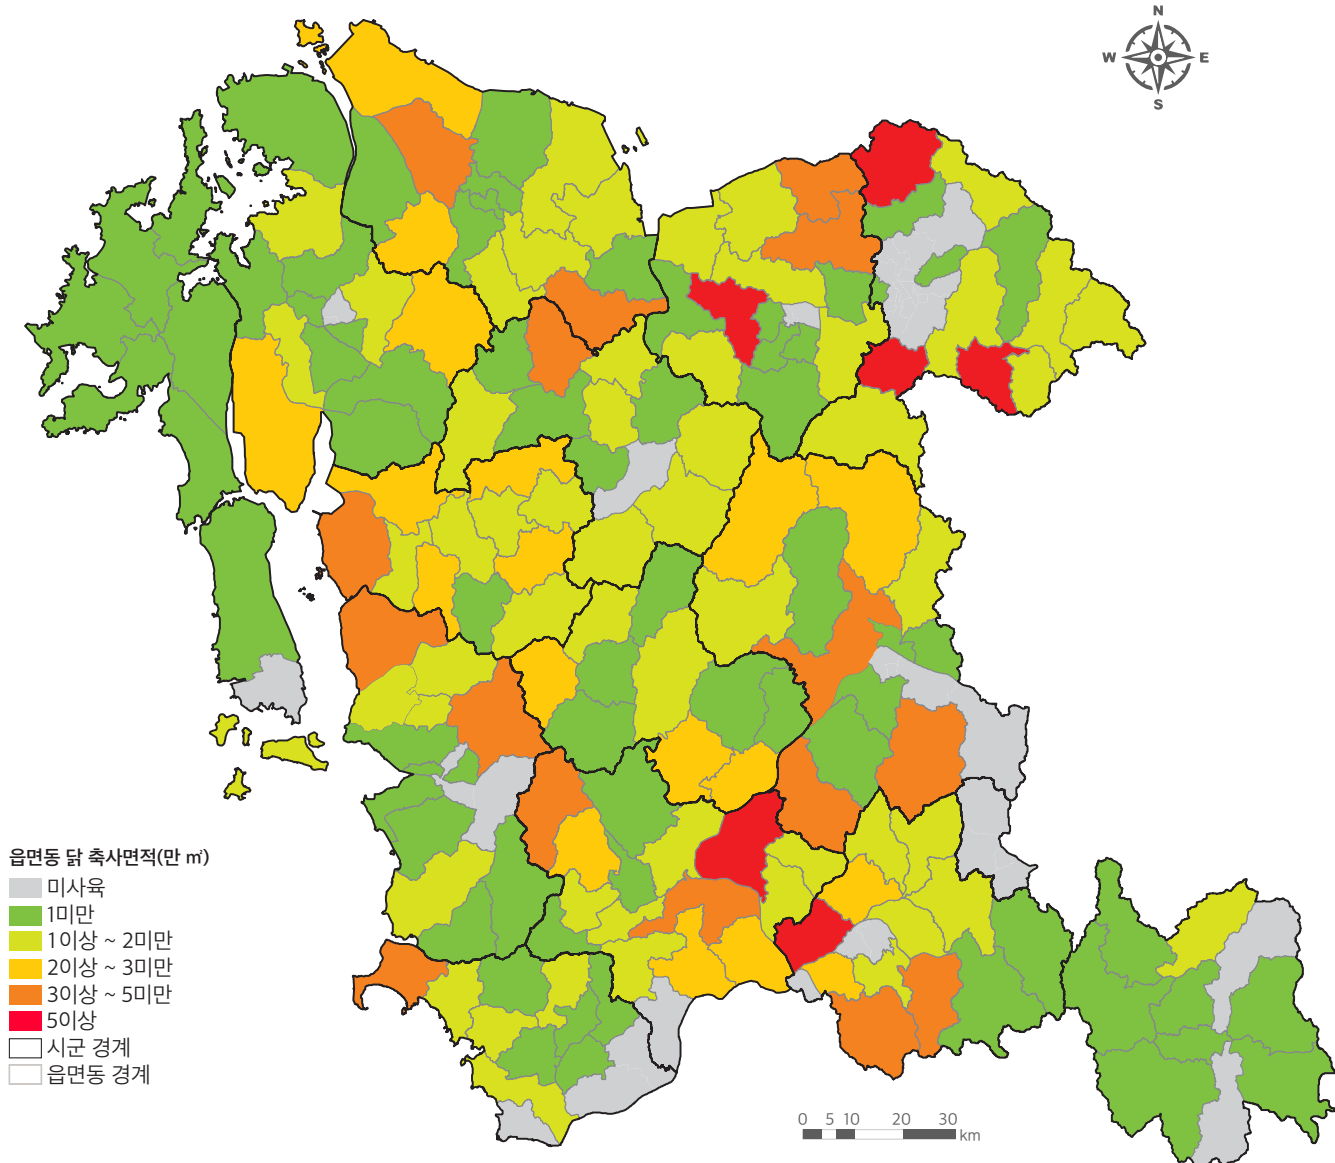 N
W E
S
읍면동 닭 축사면적(만 ㎡)
미사육
1미만
1이상 ~ 2미만
2이상 ~ 3미만
3이상 ~ 5미만
5이상
시군 경계
읍면동 경계
0 5 10 20 30
km